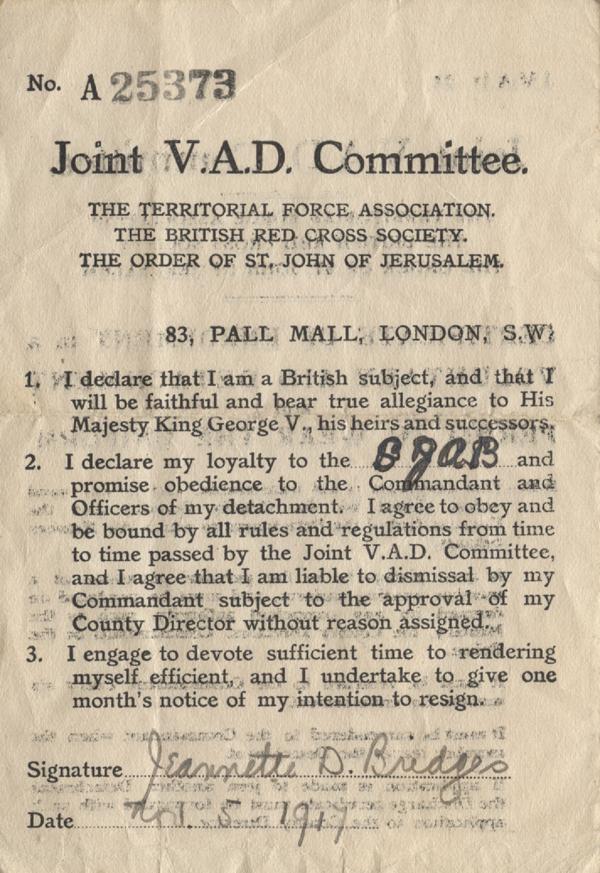 No. A 25373
Joint V.A.D. Committee.
THE TERRITORIAL FORCE ASSOCIATION.
THE BRITISH RED CROSS SOCIETY.
THE ORDER OF ST. JOHN OF JERUSALEM.
83, PALL MALL, LONDON, S.W.
1. I declare that I am a British subject, and that I
will be faithful and bear true allegiance to His
Majesty King George V., his heirs and successors.
2. I declare my loyalty to the SJAB and
promise obedience to the Commandant and
Officers of my detachment. I agree to obey and
be bound by all rules and regulations from time
to time passed by the Joint V.A.D. Committee,
and I agree that I am liable to dismissal by my
Commandant subject to the approval of my
County Director without reason assigned.
3. I engage to devote sufficient time to rendering
myself efficient, and I undertake to give one
month's notice of my intention to resign.
Signature Jeannette D. Bredges
Date Nov. 5 1917